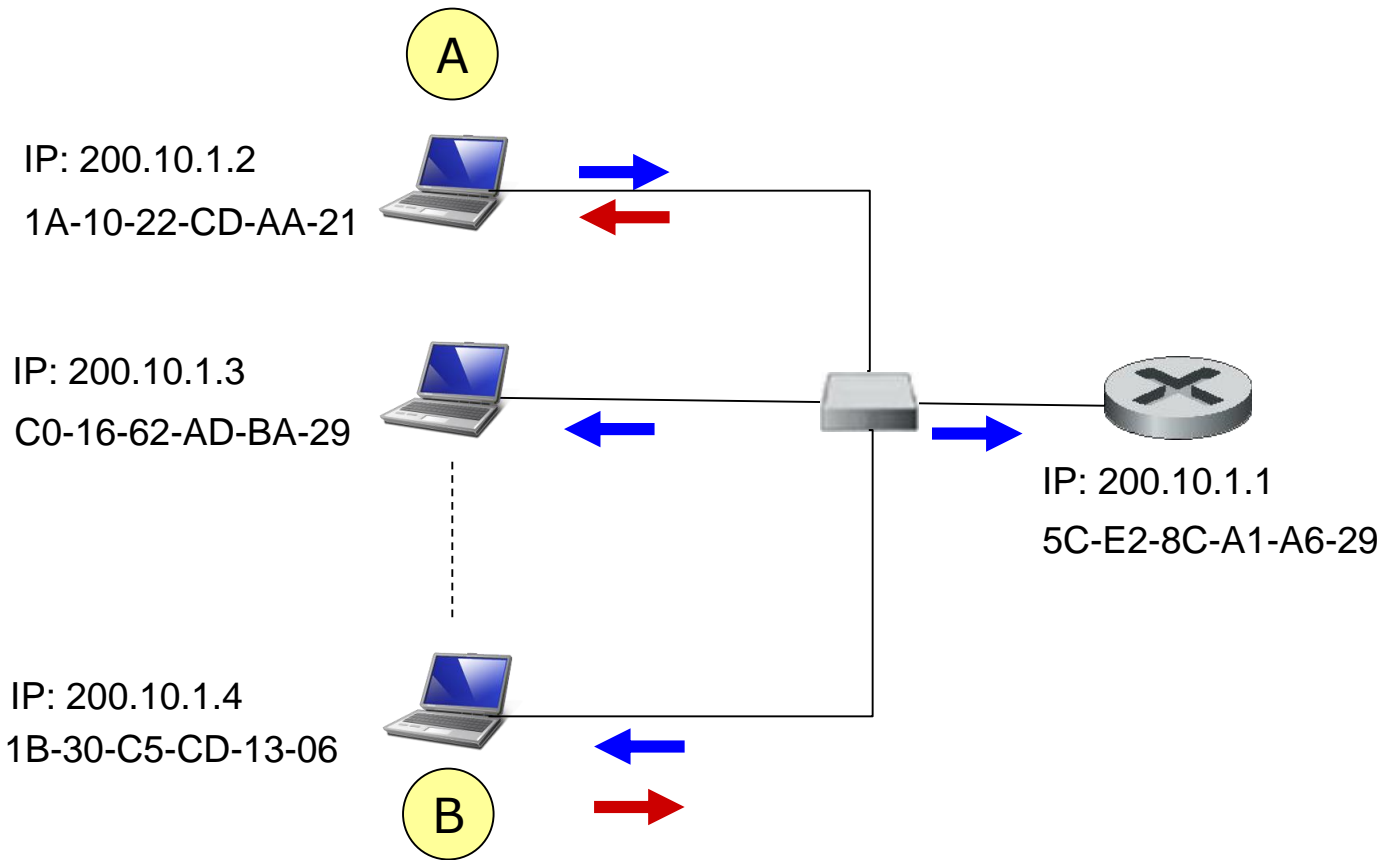 A
IP: 200.10.1.2
1A-10-22-CD-AA-21
IP: 200.10.1.3
C0-16-62-AD-BA-29
IP: 200.10.1.1
5C-E2-8C-A1-A6-29
IP: 200.10.1.4
1B-30-C5-CD-13-06
B